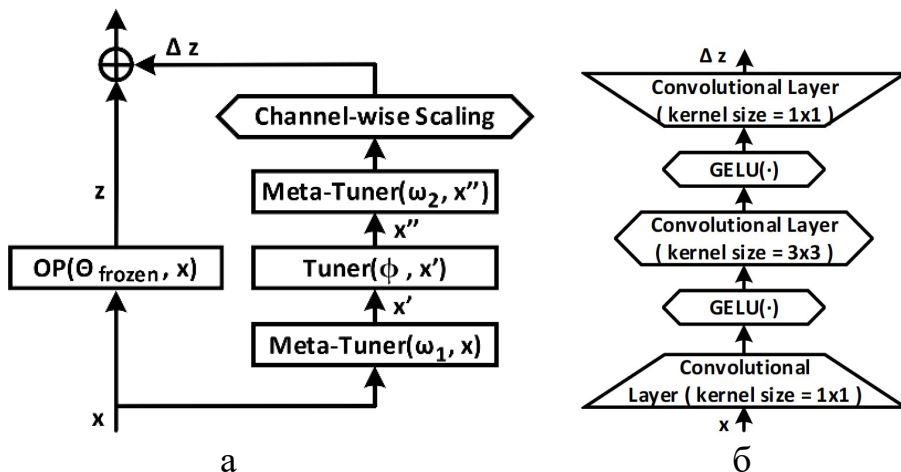 Δ z
Channel-wise Scaling
Meta-Tuner(ω₂, x'')
x''
z
OP(Θ frozen , x)
Tuner(ϕ , x')
x'
Meta-Tuner(ω₁, x)
x
а
Δ z
Convolutional Layer
( kernel size = 1x1 )
GELU(·)
Convolutional Layer
( kernel size = 3x3 )
GELU(·)
Convolutional
Layer ( kernel size = 1x1 )
x
б